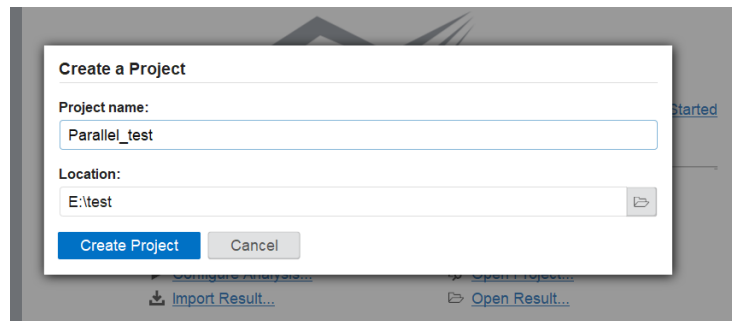 Create a Project
Project name:
Started
Parallel_test
Location:
E:\test
Create Project Cancel
Configure Analysis... Open Project...
Import Result... Open Result...